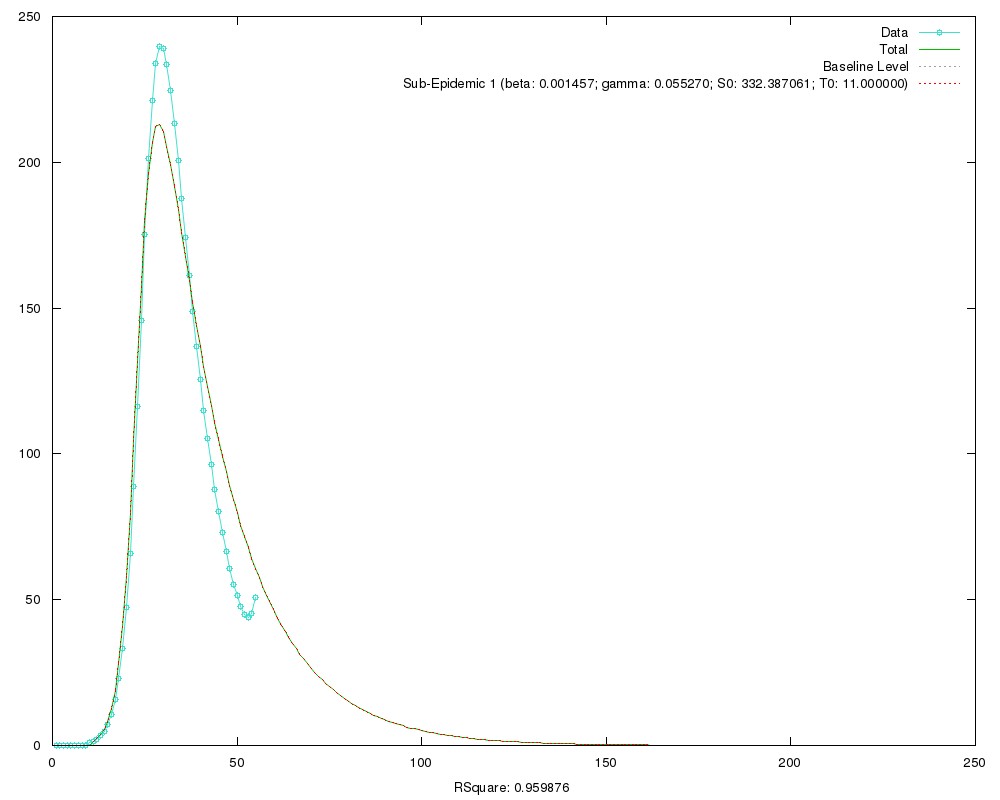 250
200
150
100
50
0
Data
Total
Baseline Level
Sub-Epidemic 1 (beta: 0.001457; gamma: 0.055270; S0: 332.387061; T0: 11.000000)
0 50 100 150 200 250
RSquare: 0.959876